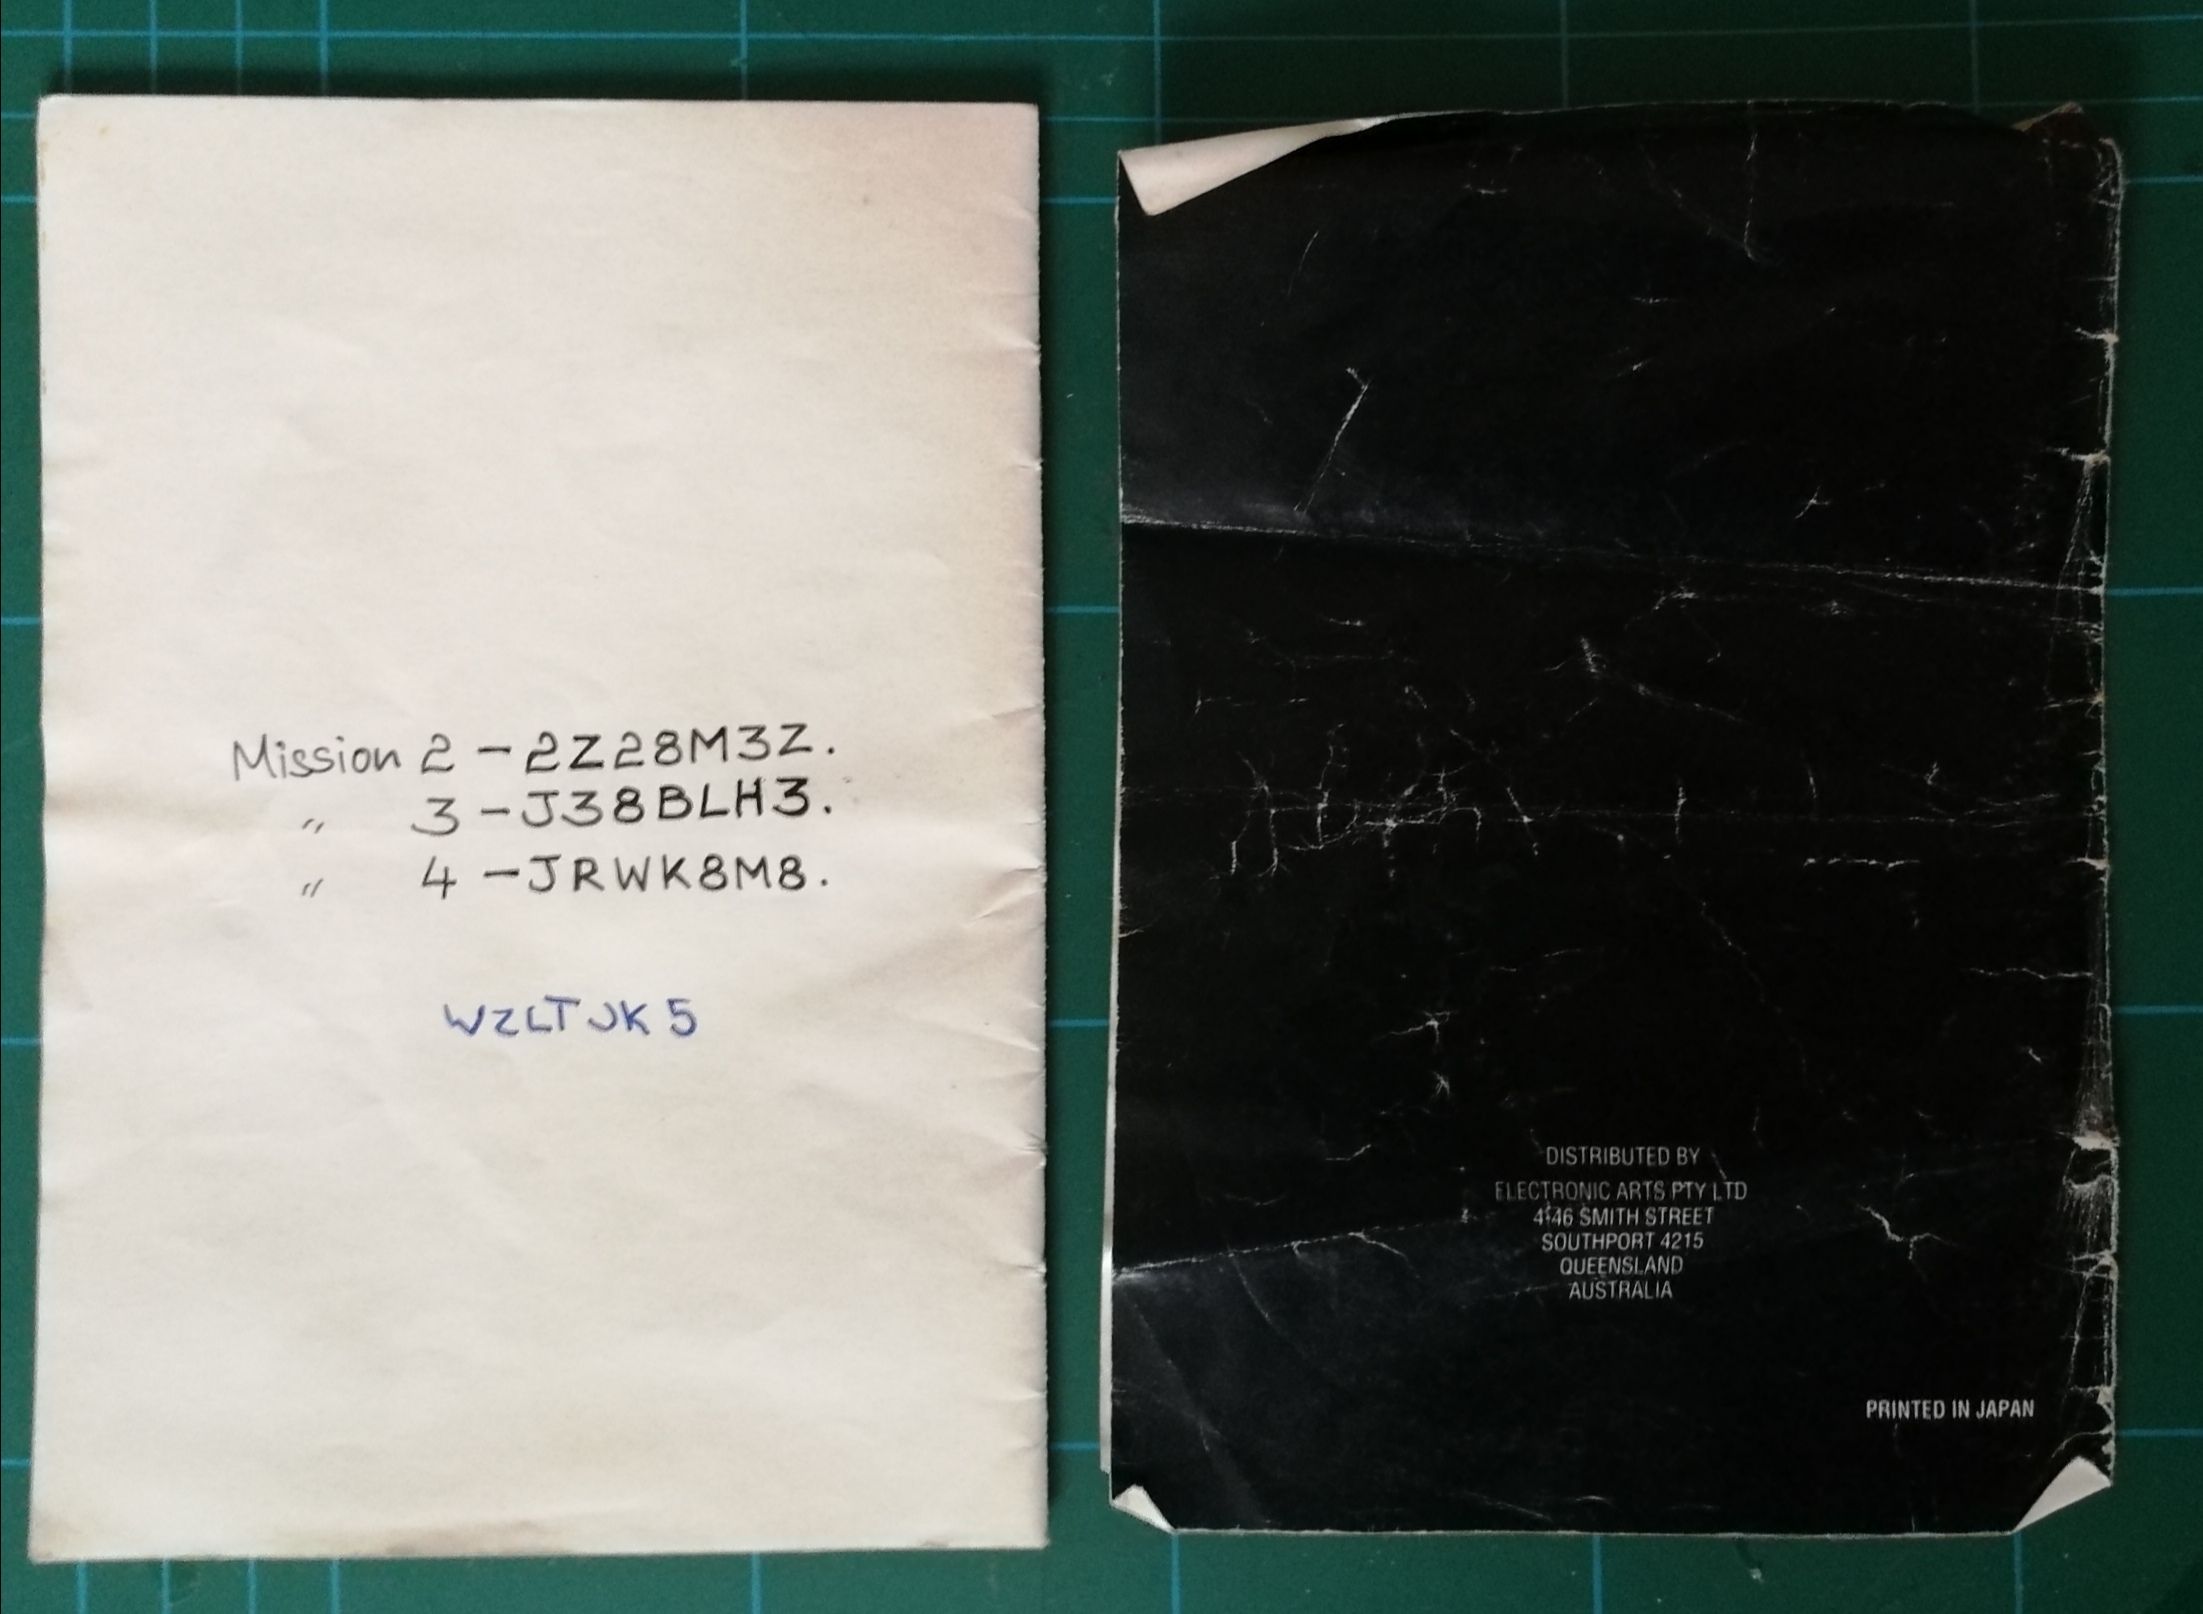 Mission 2 - 2Z28M3Z.
" 3 - J38BLH3.
" 4 - JRWK8M8.
WZLTJK5
DISTRIBUTED BY
ELECTRONIC ARTS PTY LTD
4/46 SMITH STREET
SOUTHPORT 4215
QUEENSLAND
AUSTRALIA
PRINTED IN JAPAN